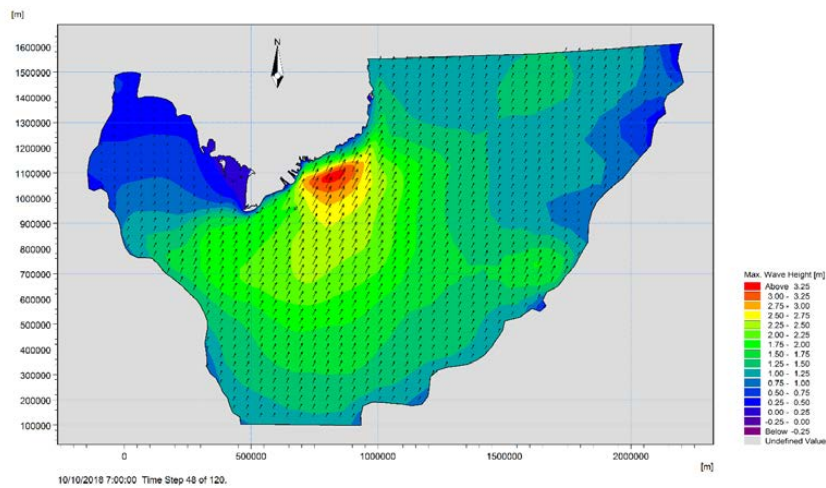 [m]
N
1600000
1500000
1400000
1300000
1200000
1100000
1000000
900000
800000
700000
600000
500000
400000
300000
200000
100000
0
500000
1000000
1500000
2000000
[m]
10/10/2018 7:00:00 Time Step 48 of 120.
Max. Wave Height [m]
Above 3.25
3.00 - 3.25
2.75 - 3.00
2.50 - 2.75
2.25 - 2.50
2.00 - 2.25
1.75 - 2.00
1.50 - 1.75
1.25 - 1.50
1.00 - 1.25
0.75 - 1.00
0.50 - 0.75
0.25 - 0.50
0.00 - 0.25
-0.25 - 0.00
Below -0.25
Undefined Value